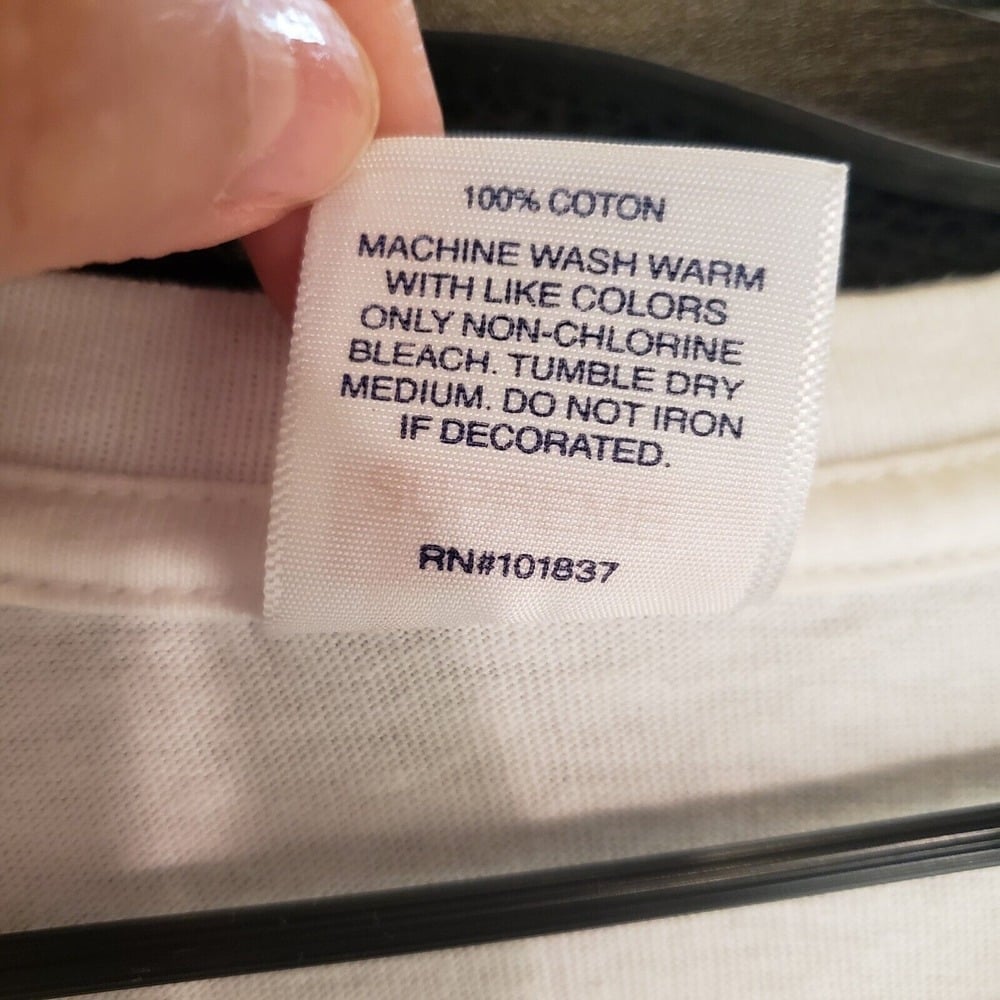 100% COTON
MACHINE WASH WARM
WITH LIKE COLORS
ONLY NON-CHLORINE
BLEACH. TUMBLE DRY
MEDIUM. DO NOT IRON
IF DECORATED.
RN#101837